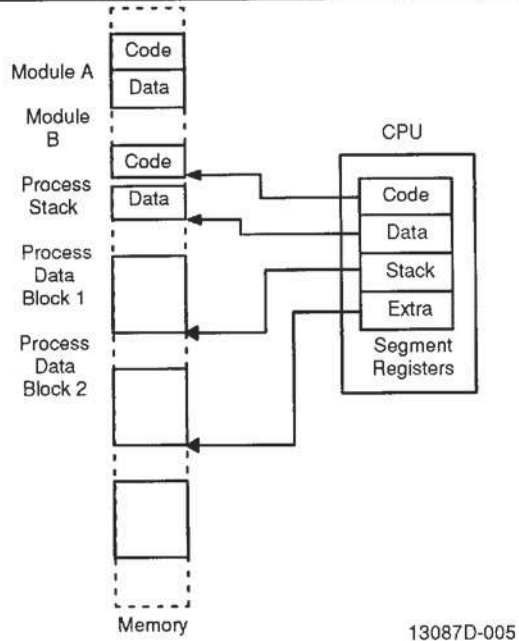 Module A
Code
Data
Module
B
Code
Process
Stack
Data
Process
Data
Block 1
Process
Data
Block 2
Memory
CPU
Code
Data
Stack
Extra
Segment
Registers
13087D-005